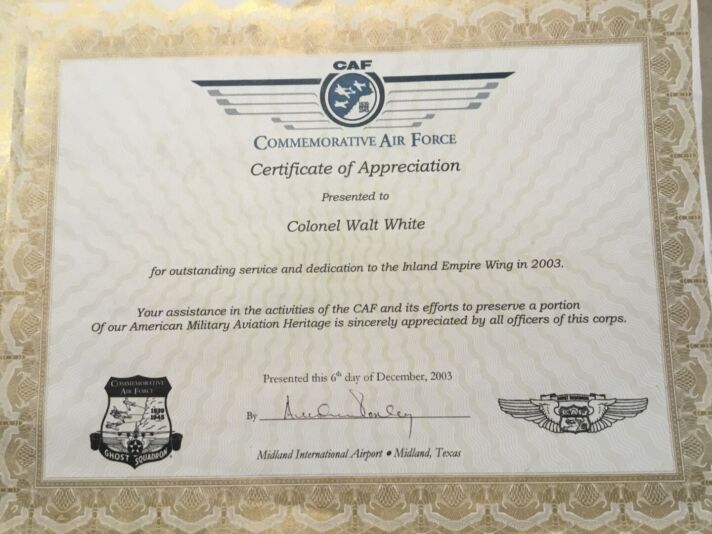 CAF
COMMEMORATIVE AIR FORCE
Certificate of Appreciation
Presented to
Colonel Walt White
for outstanding service and dedication to the Inland Empire Wing in 2003.
Your assistance in the activities of the CAF and its efforts to preserve a portion
Of our American Military Aviation Heritage is sincerely appreciated by all officers of this corps.
Presented this 6th day of December, 2003
By
Midland International Airport • Midland, Texas
COMMEMORATIVE
AIR FORCE
1939
1945
GHOST SQUADRON